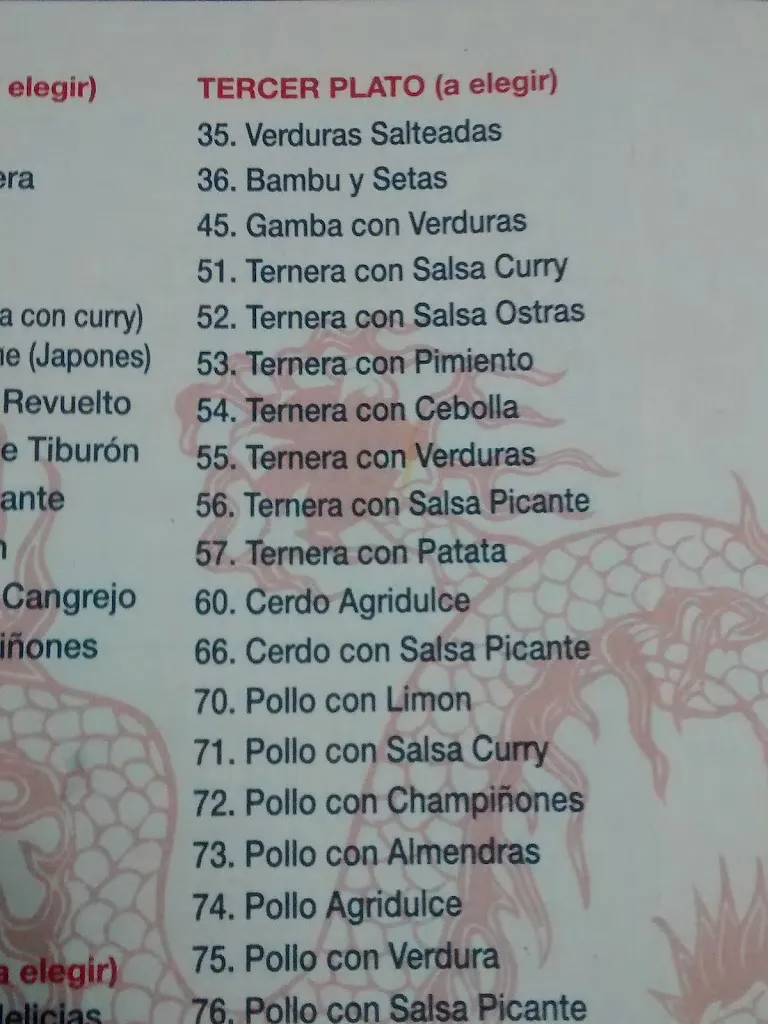 elegir)
era
a con curry)
ne (Japones)
Revuelto
e Tiburón
ante
n
Cangrejo
iñones
a elegir)
delicias
TERCER PLATO (a elegir)
35. Verduras Salteadas
36. Bambu y Setas
45. Gamba con Verduras
51. Ternera con Salsa Curry
52. Ternera con Salsa Ostras
53. Ternera con Pimiento
54. Ternera con Cebolla
55. Ternera con Verduras
56. Ternera con Salsa Picante
57. Ternera con Patata
60. Cerdo Agridulce
66. Cerdo con Salsa Picante
70. Pollo con Limon
71. Pollo con Salsa Curry
72. Pollo con Champiñones
73. Pollo con Almendras
74. Pollo Agridulce
75. Pollo con Verdura
76. Pollo con Salsa Picante